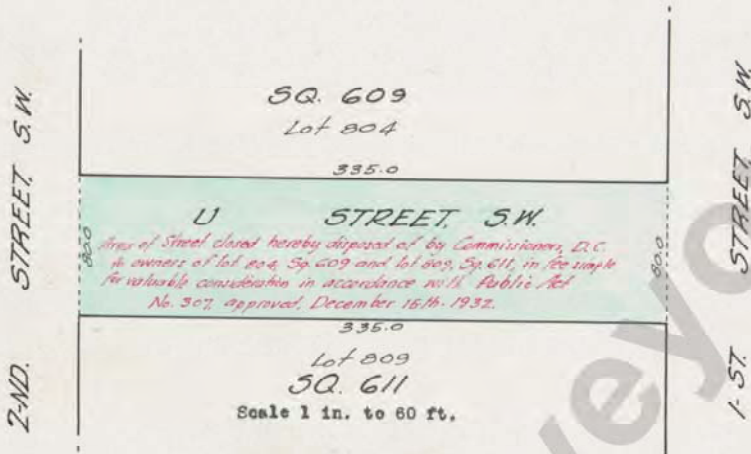 SQ. 609
Lot 804
335.0
U STREET, S.W.
80.0
80.0
Area of Street closed hereby disposed of by Commissioners, D.C.
to owners of lot 804, Sq. 609 and lot 809, Sq. 611, in fee simple
for valuable consideration in accordance with Public Act
No. 307, approved, December 15th. 1932.
335.0
Lot 809
SQ. 611
Scale 1 in. to 60 ft.
2-ND. STREET, S.W.
1-ST STREET, S.W.
veyo